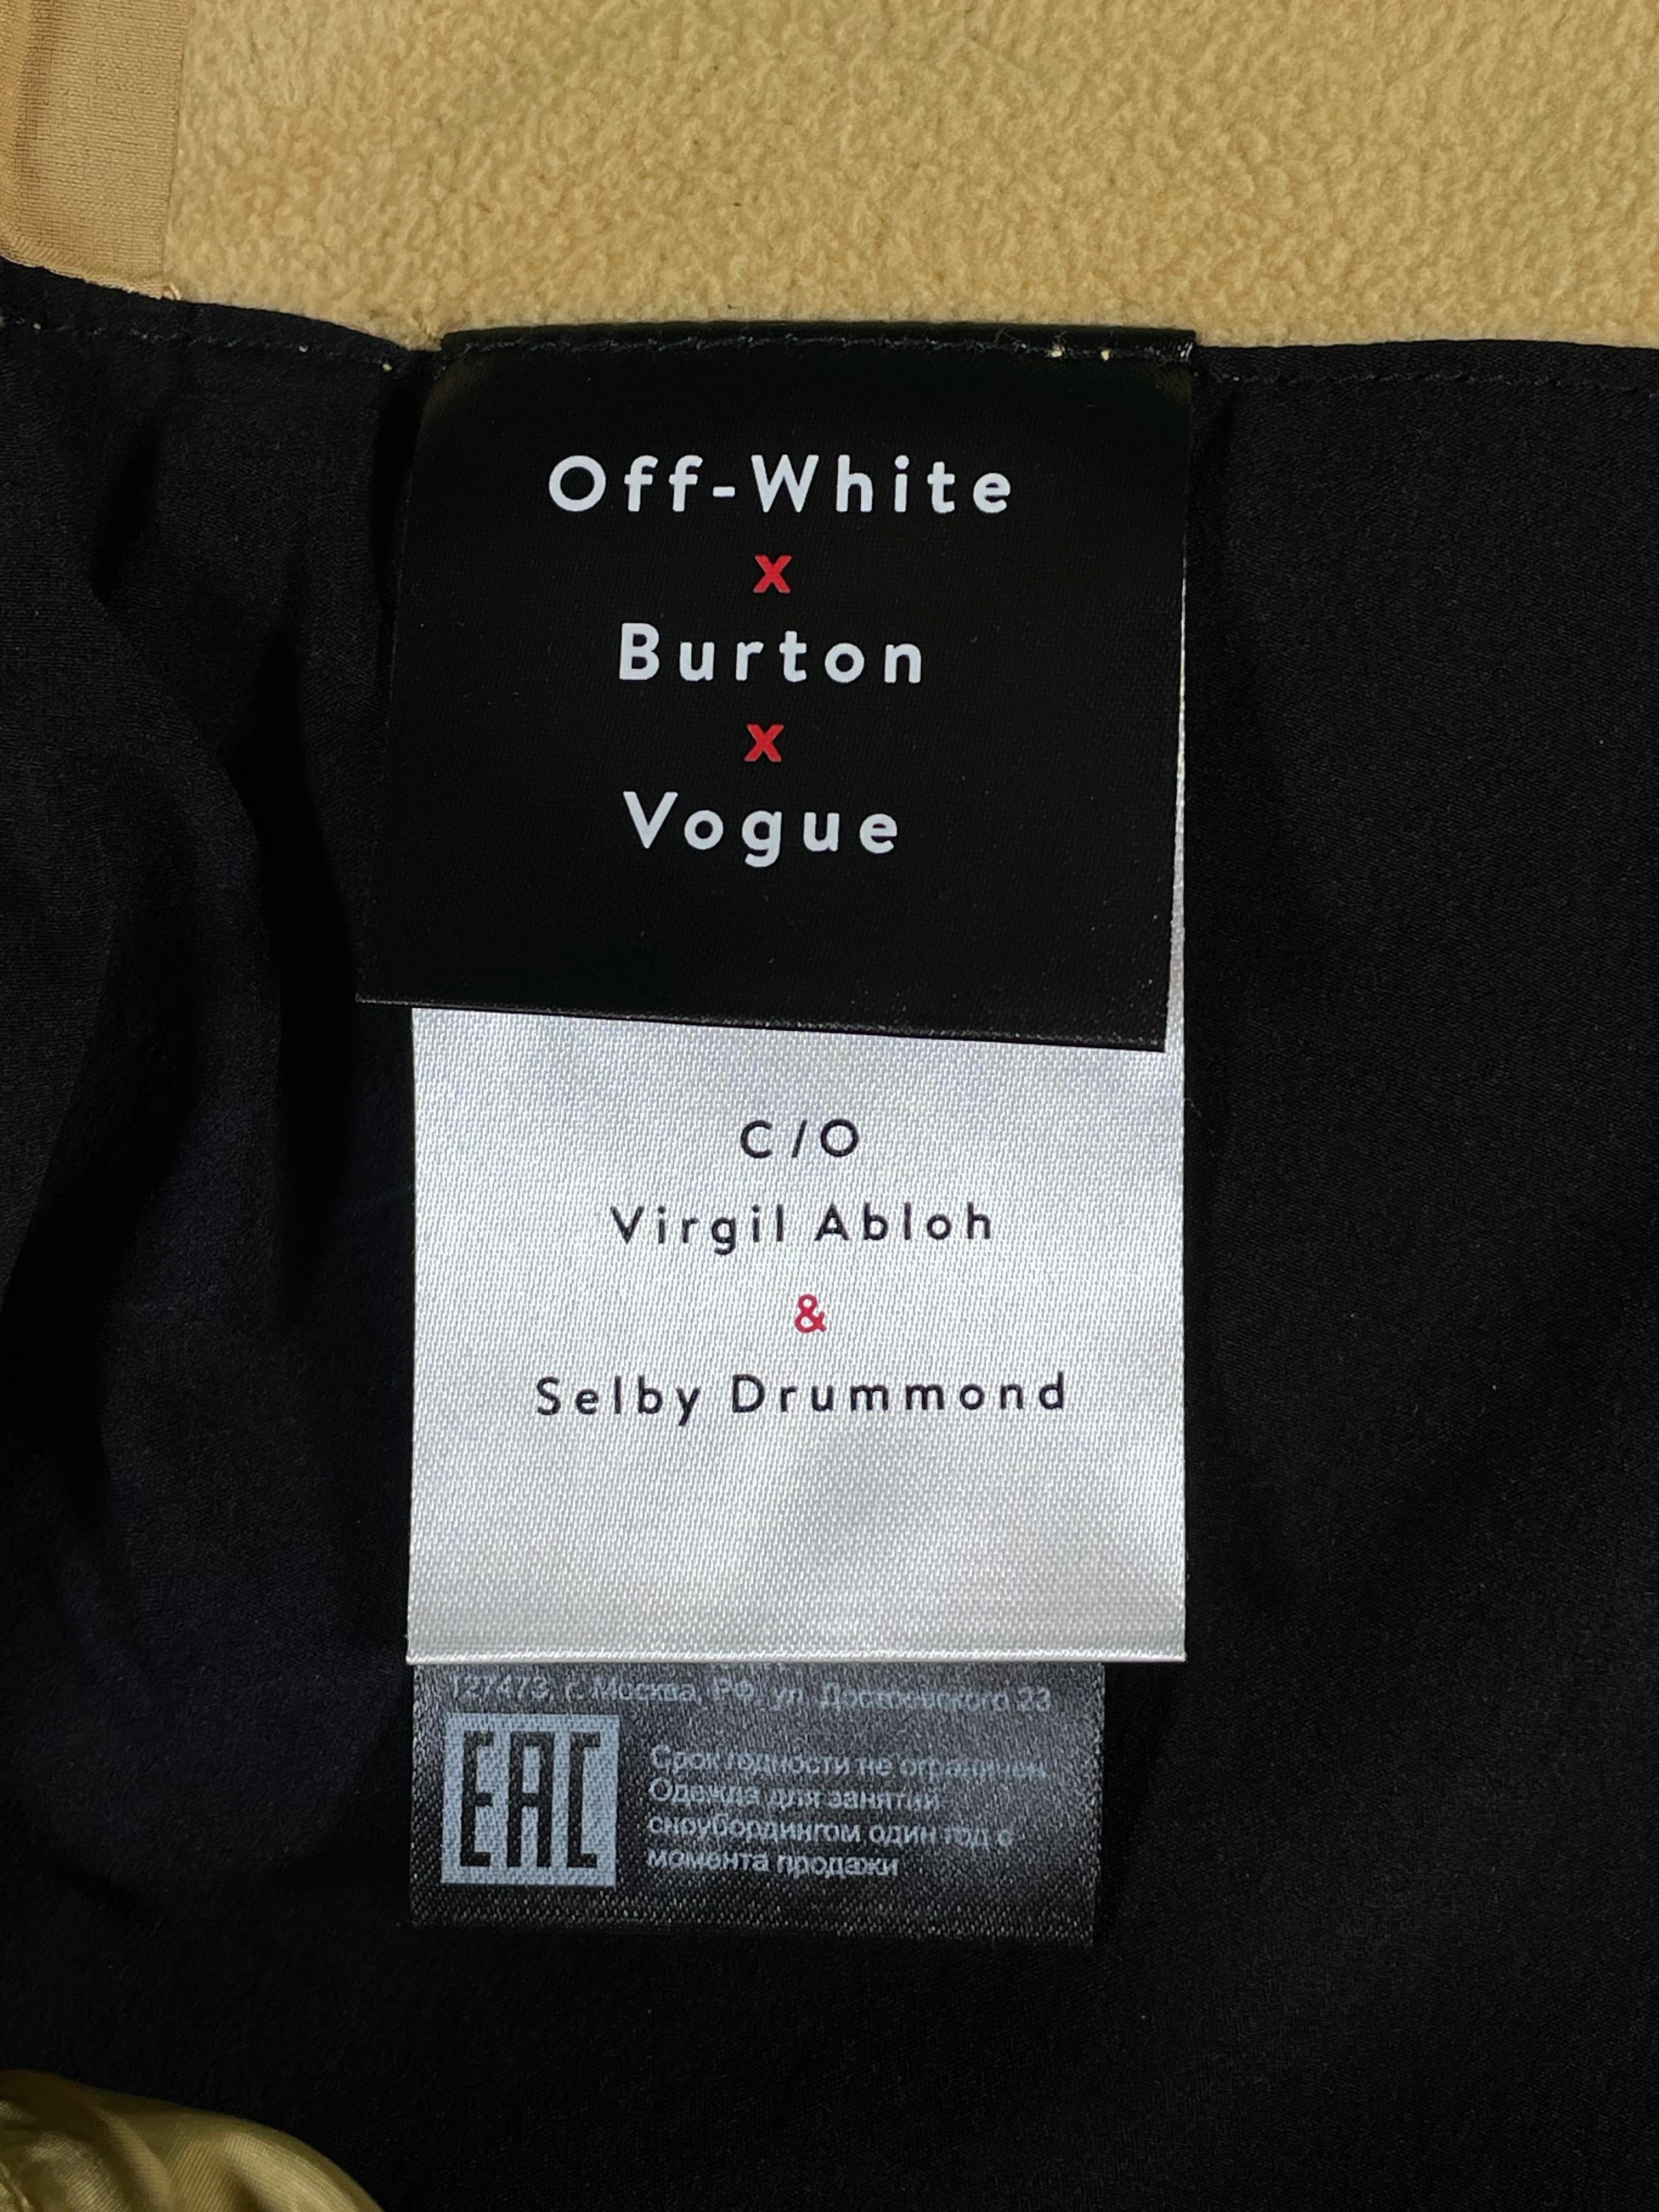 Off-White
x
Burton
x
Vogue
C/O
Virgil Abloh
&
Selby Drummond
127473, г. Москва, РФ, ул. Достоевского 23
EAC
Срок годности не ограничен.
Одежда для занятий
сноубордингом один год с
момента продажи